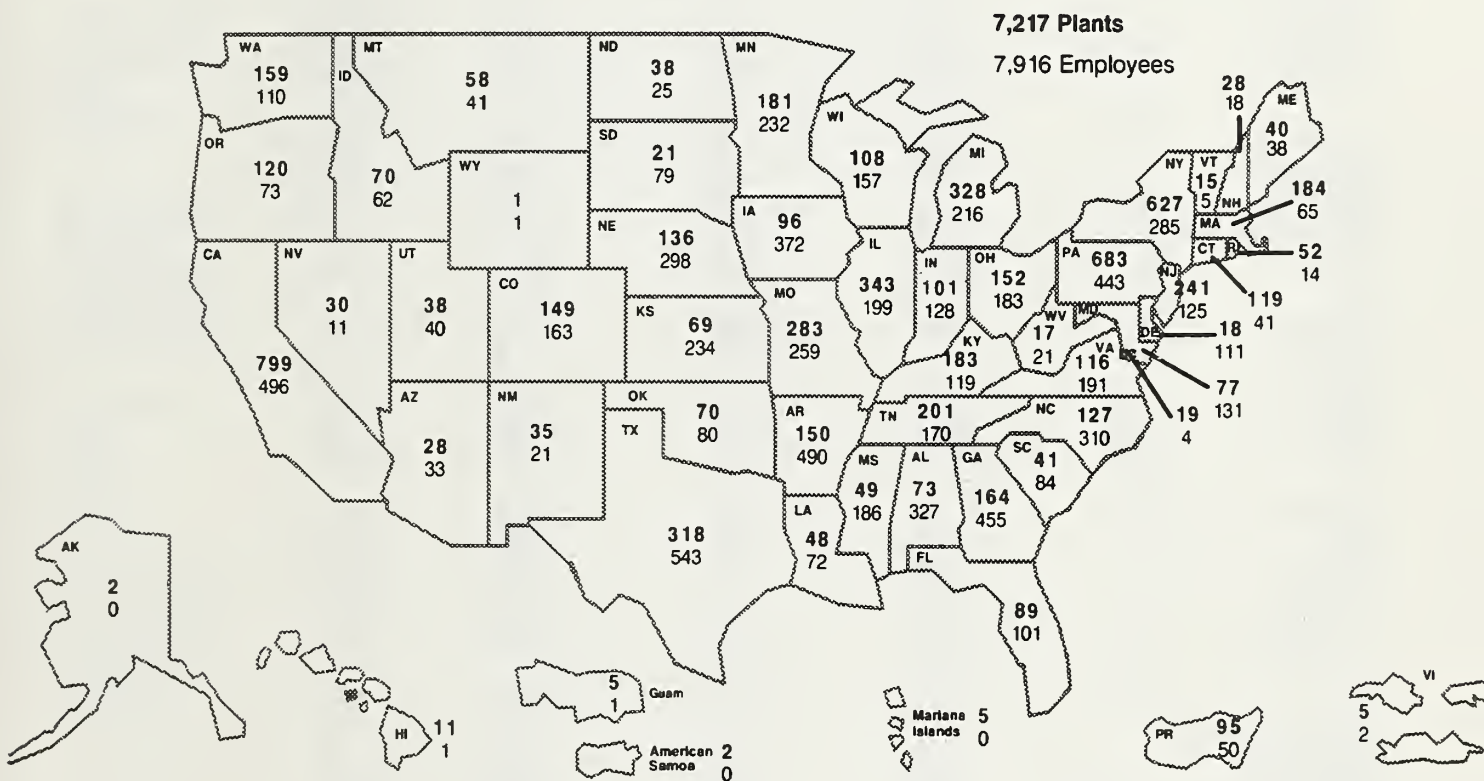 7,217 Plants
7,916 Employees
WA
159
110
ID
70
62
MT
58
41
ND
38
25
MN
181
232
OR
120
73
WY
1
1
SD
21
79
WI
108
157
MI
328
216
NY
627
285
VT
15
5
NH
28
18
ME
40
38
MA
184
65
RI
52
14
CT
119
41
CA
799
496
NV
30
11
UT
38
40
CO
149
163
NE
136
298
IA
96
372
IL
343
199
IN
101
128
OH
152
183
PA
683
443
NJ
241
125
DE
18
111
MD
77
131
19
4
WV
17
21
VA
116
191
KS
69
234
MO
283
259
KY
183
119
AZ
28
33
NM
35
21
OK
70
80
TX
318
543
AR
150
490
TN
201
170
NC
127
310
SC
41
84
MS
49
186
AL
73
327
GA
164
455
LA
48
72
FL
89
101
AK
2
0
HI
11
1
Guam
5
1
American
Samoa
2
0
Mariana
Islands
5
0
PR
95
50
VI
5
2